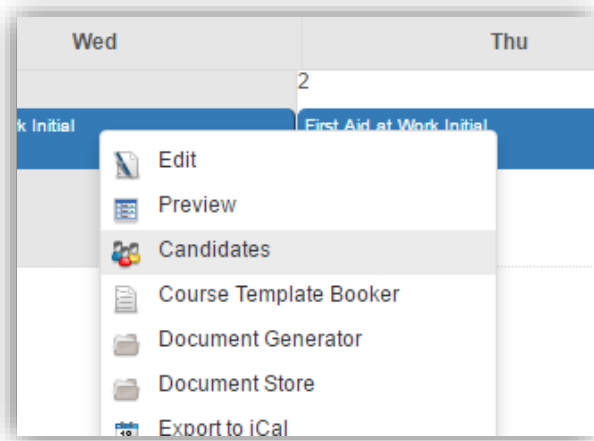 Wed Thu
2
k Initial First Aid at Work Initial
Edit
Preview
Candidates
Course Template Booker
Document Generator
Document Store
Export to iCal